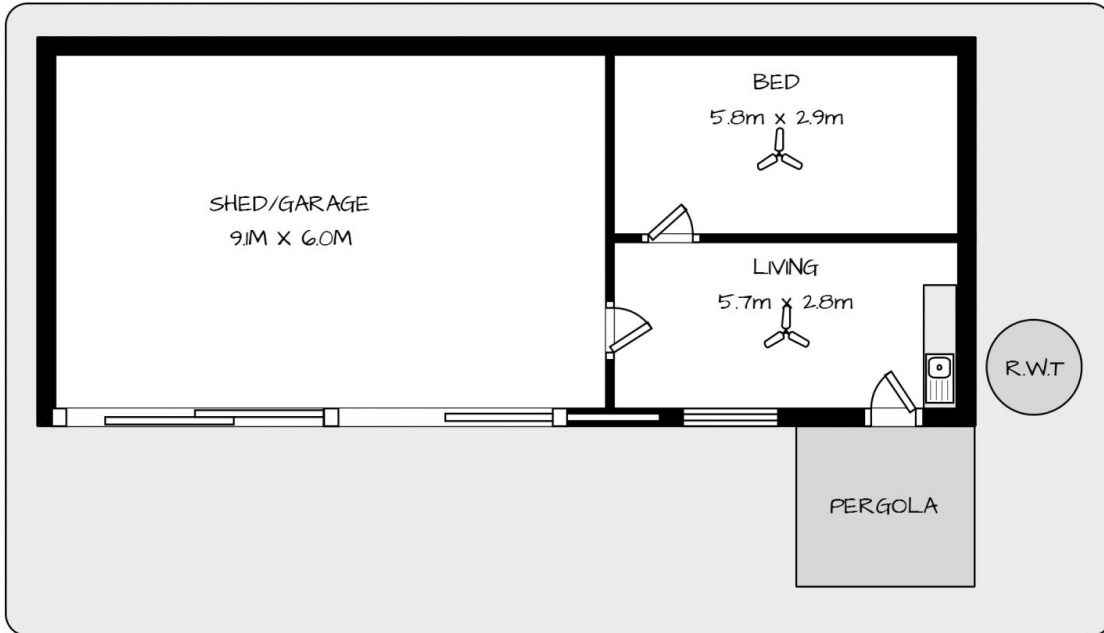 BED
5.8m x 2.9m
SHED/GARAGE
9.1M X 6.0M
LIVING
5.7m x 2.8m
R.W.T
PERGOLA